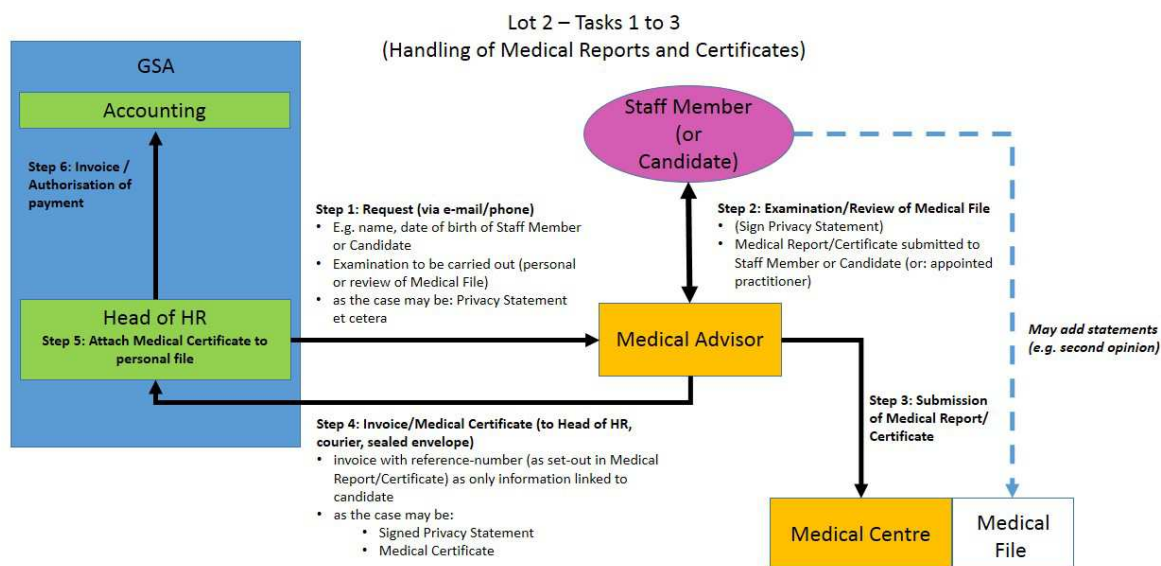 Lot 2 – Tasks 1 to 3
(Handling of Medical Reports and Certificates)
GSA
Accounting
Step 6: Invoice /
Authorisation of
payment
Head of HR
Step 5: Attach Medical Certificate to
personal file
Step 1: Request (via e-mail/phone)
• E.g. name, date of birth of Staff Member
or Candidate
• Examination to be carried out (personal
or review of Medical File)
• as the case may be: Privacy Statement
et cetera
Staff Member
(or
Candidate)
Step 2: Examination/Review of Medical File
• (Sign Privacy Statement)
• Medical Report/Certificate submitted to
Staff Member or Candidate (or: appointed
practitioner)
Medical Advisor
May add statements
(e.g. second opinion)
Step 3: Submission
of Medical Report/
Certificate
Step 4: Invoice/Medical Certificate (to Head of HR,
courier, sealed envelope)
• invoice with reference-number (as set-out in Medical
Report/Certificate) as only information linked to
candidate
• as the case may be:
• Signed Privacy Statement
• Medical Certificate
Medical Centre
Medical
File